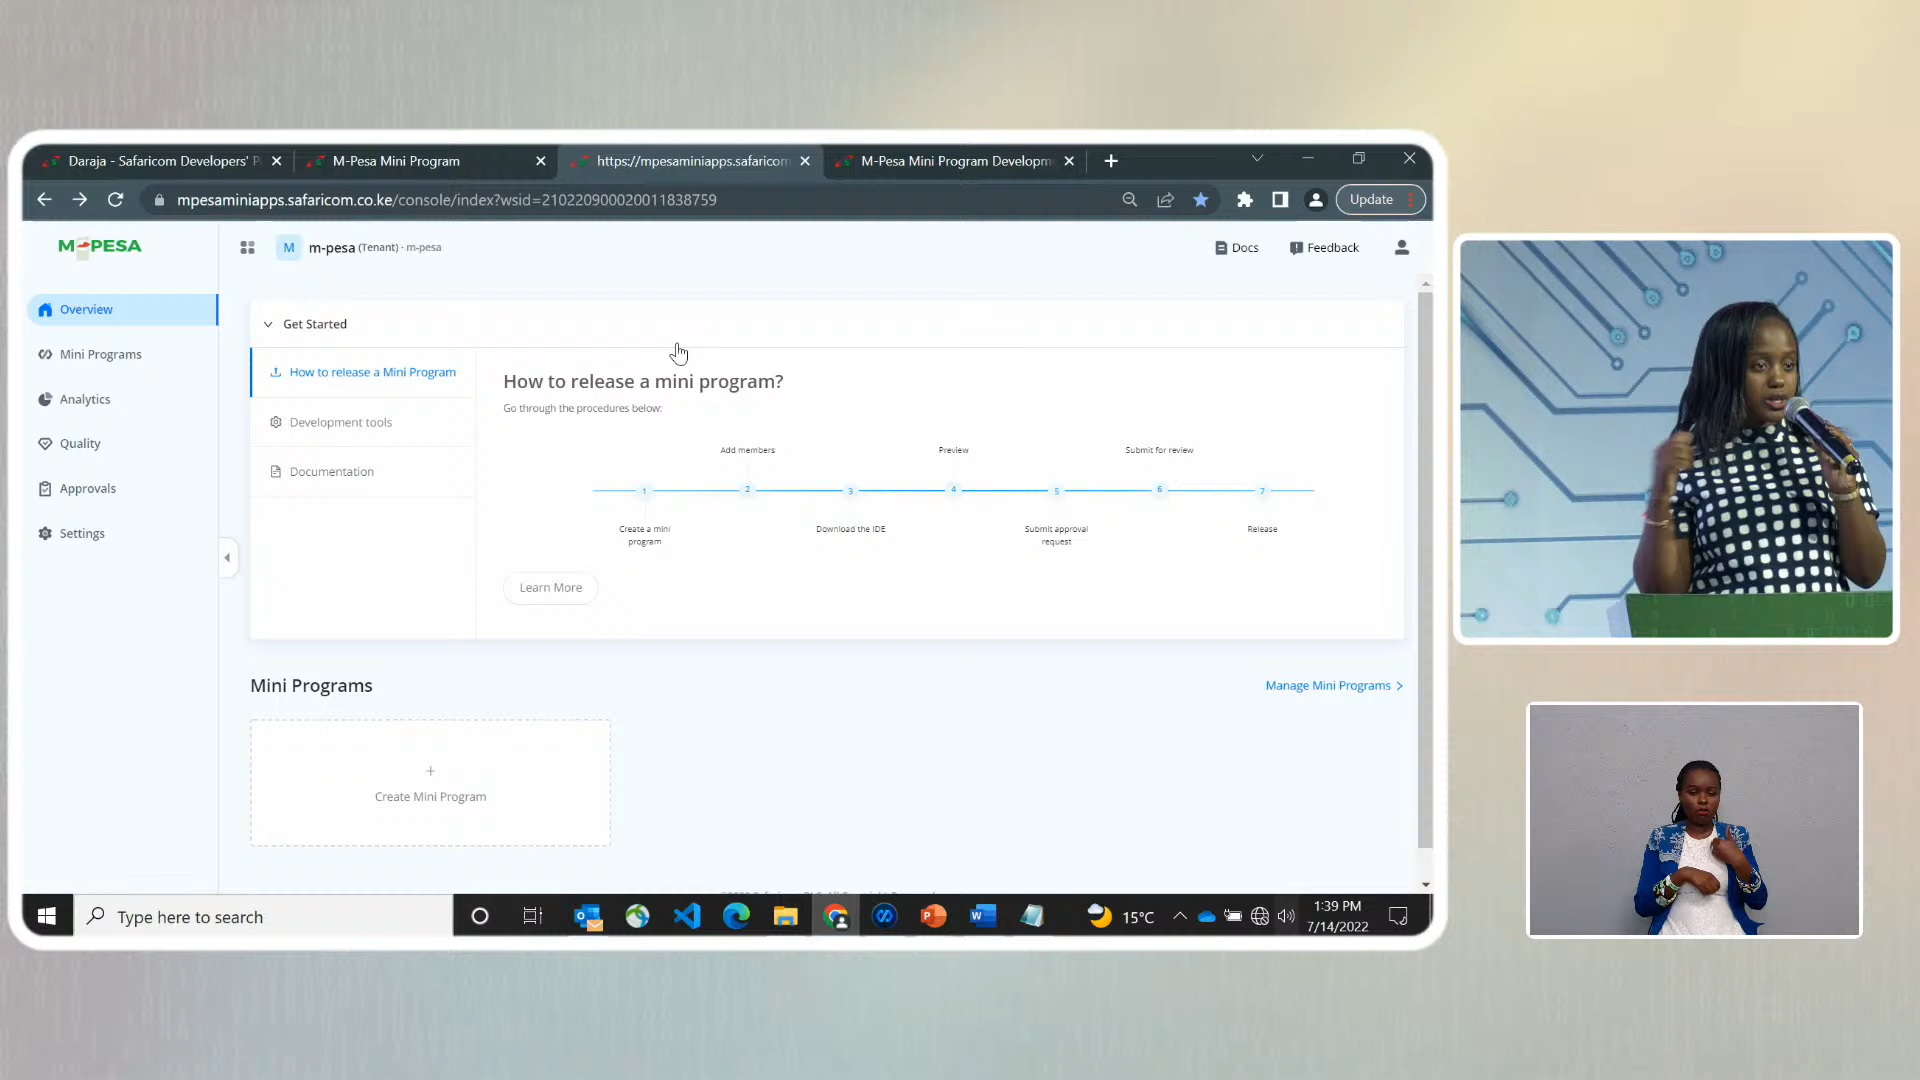 Daraja - Safaricom Developers' P
M-Pesa Mini Program
https://mpesaminiapps.safaricom
M-Pesa Mini Program Developm
mpesaminiapps.safaricom.co.ke/console/index?wsid=210220900020011838759
Update
M-PESA
M
m-pesa (Tenant) · m-pesa
Docs
Feedback
Overview
Mini Programs
Analytics
Quality
Approvals
Settings
Get Started
How to release a Mini Program
Development tools
Documentation
How to release a mini program?
Go through the procedures below:
Add members
Preview
Submit for review
1
2
3
4
5
6
7
Create a mini
program
Download the IDE
Submit approval
request
Release
Learn More
Mini Programs
Manage Mini Programs >
+
Create Mini Program
Type here to search
15°C
1:39 PM
7/14/2022